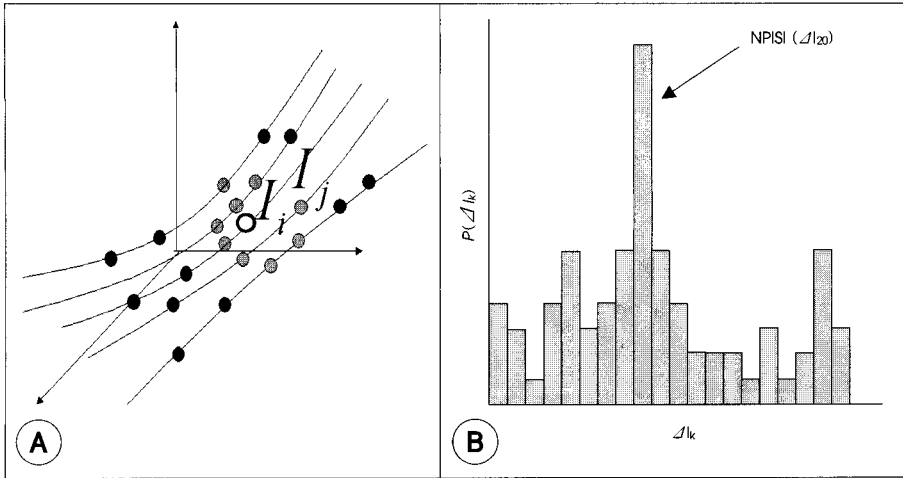 I j
I i
A
NPISI (ΔI20)
P(ΔIk)
ΔIk
B